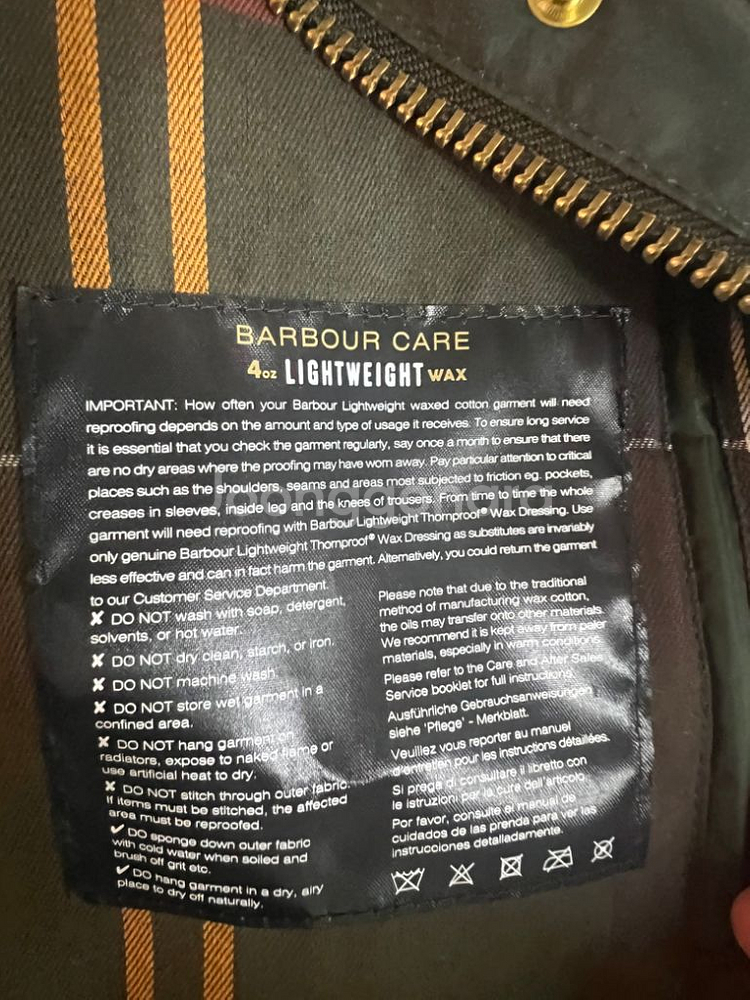 BARBOUR CARE
4oz LIGHTWEIGHT WAX
IMPORTANT: How often your Barbour Lightweight waxed cotton garment will need
reproofing depends on the amount and type of usage it receives. To ensure long service
it is essential that you check the garment regularly, say once a month to ensure that there
are no dry areas where the proofing may have worn away. Pay particular attention to critical
places such as the shoulders, seams and areas most subjected to friction eg. pockets,
creases in sleeves, inside leg and the knees of trousers. From time to time the whole
garment will need reproofing with Barbour Lightweight Thornproof® Wax Dressing. Use
only genuine Barbour Lightweight Thornproof® Wax Dressing as substitutes are invariably
less effective and can in fact harm the garment. Alternatively, you could return the garment
to our Customer Service Department.
✘ DO NOT wash with soap, detergent,
solvents, or hot water.
✘ DO NOT dry clean, starch, or iron.
✘ DO NOT machine wash.
✘ DO NOT store wet garment in a
confined area.
✘ DO NOT hang garment on
radiators, expose to naked flame or
use artificial heat to dry.
✘ DO NOT stitch through outer fabric.
If items must be stitched, the affected
area must be reproofed.
✔ DO sponge down outer fabric
with cold water when soiled and
brush off grit etc.
✔ DO hang garment in a dry, airy
place to dry off naturally.
Please note that due to the traditional
method of manufacturing wax cotton,
the oils may transfer onto other materials.
We recommend it is kept away from paler
materials, especially in warm conditions.
Please refer to the Care and After Sales
Service booklet for full instructions.
Ausführliche Gebrauchsanweisungen
siehe 'Pflege' - Merkblatt.
Veuillez vous reporter au manuel
d'entretien pour les instructions détaillées.
Si prega di consultare il libretto con
le istruzioni per la cura dell'articolo.
Por favor, consulte el manual de
cuidados de las prenda para ver las
instrucciones detalladamente.